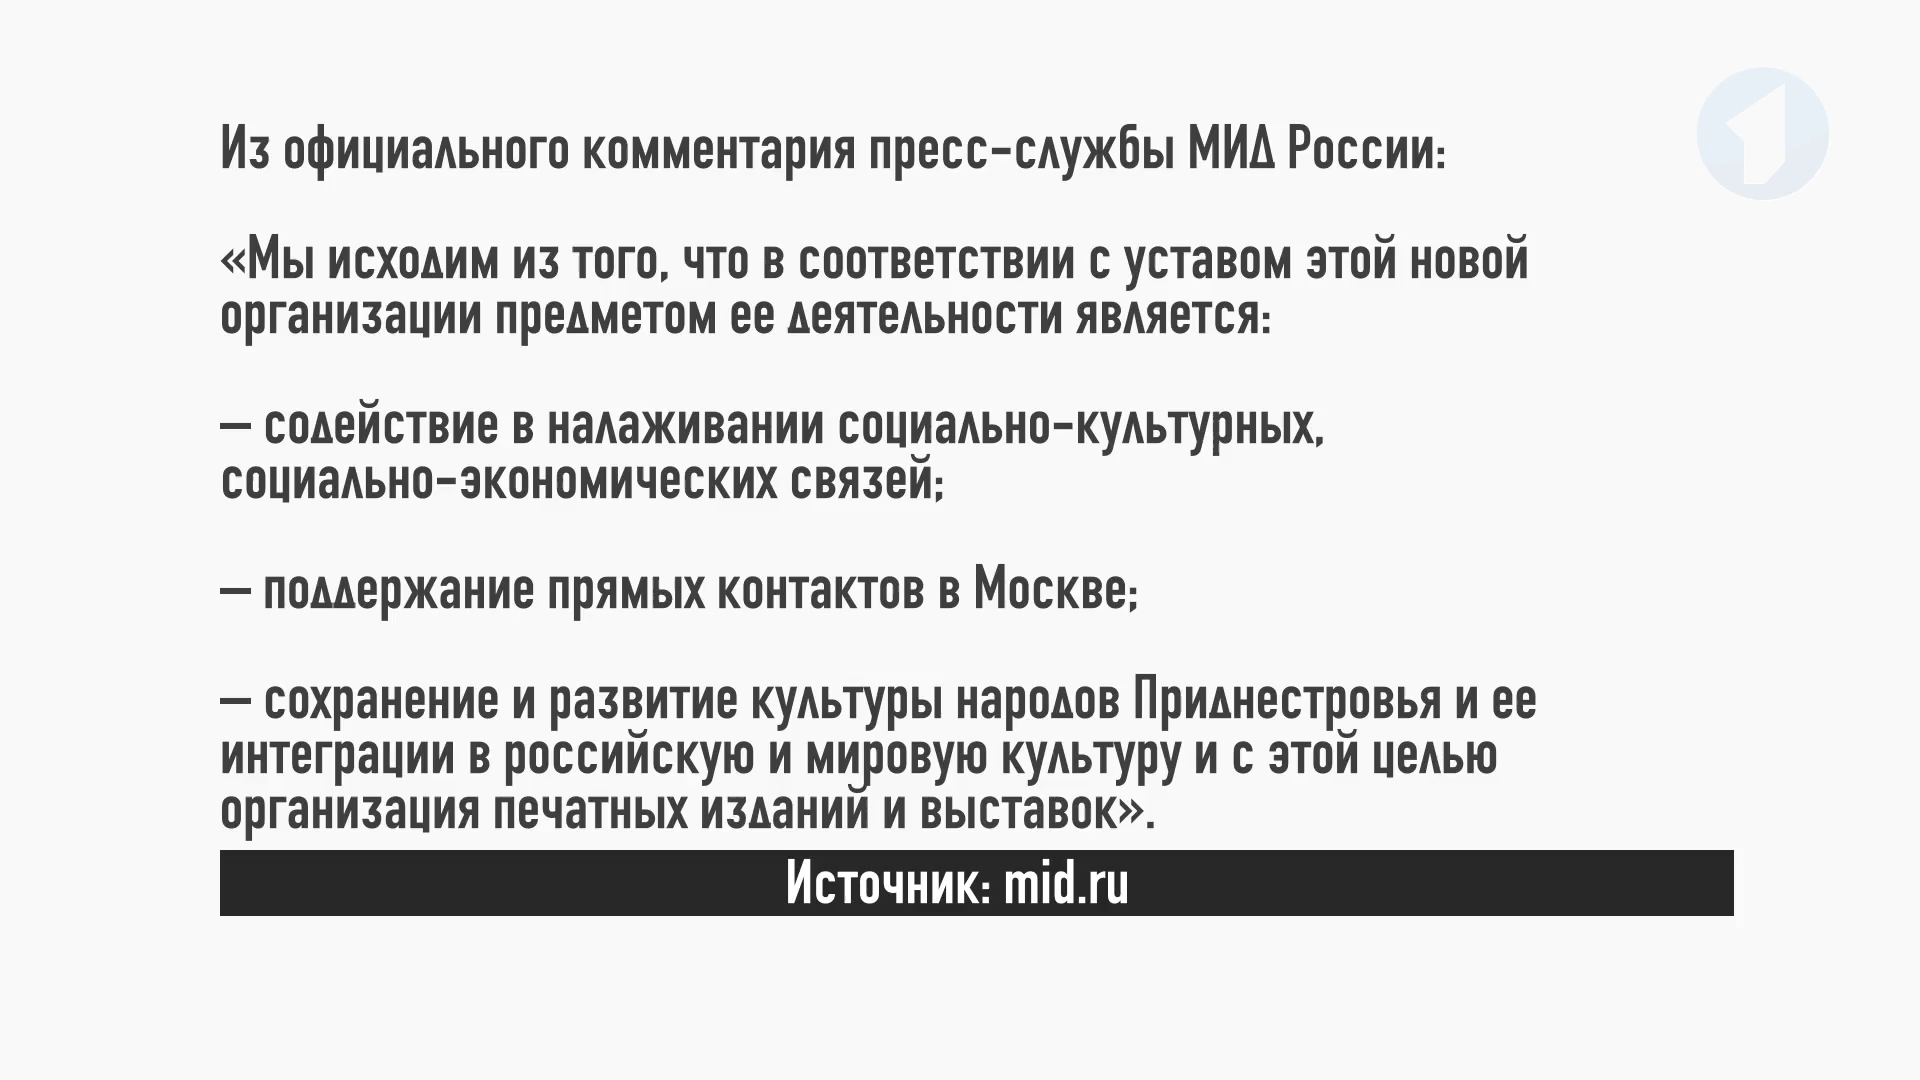 Из официального комментария пресс-службы МИД России:
«Мы исходим из того, что в соответствии с уставом этой новой
организации предметом ее деятельности является:
— содействие в налаживании социально-культурных,
социально-экономических связей;
— поддержание прямых контактов в Москве;
— сохранение и развитие культуры народов Приднестровья и ее
интеграции в российскую и мировую культуру и с этой целью
организация печатных изданий и выставок».
Источник: mid.ru